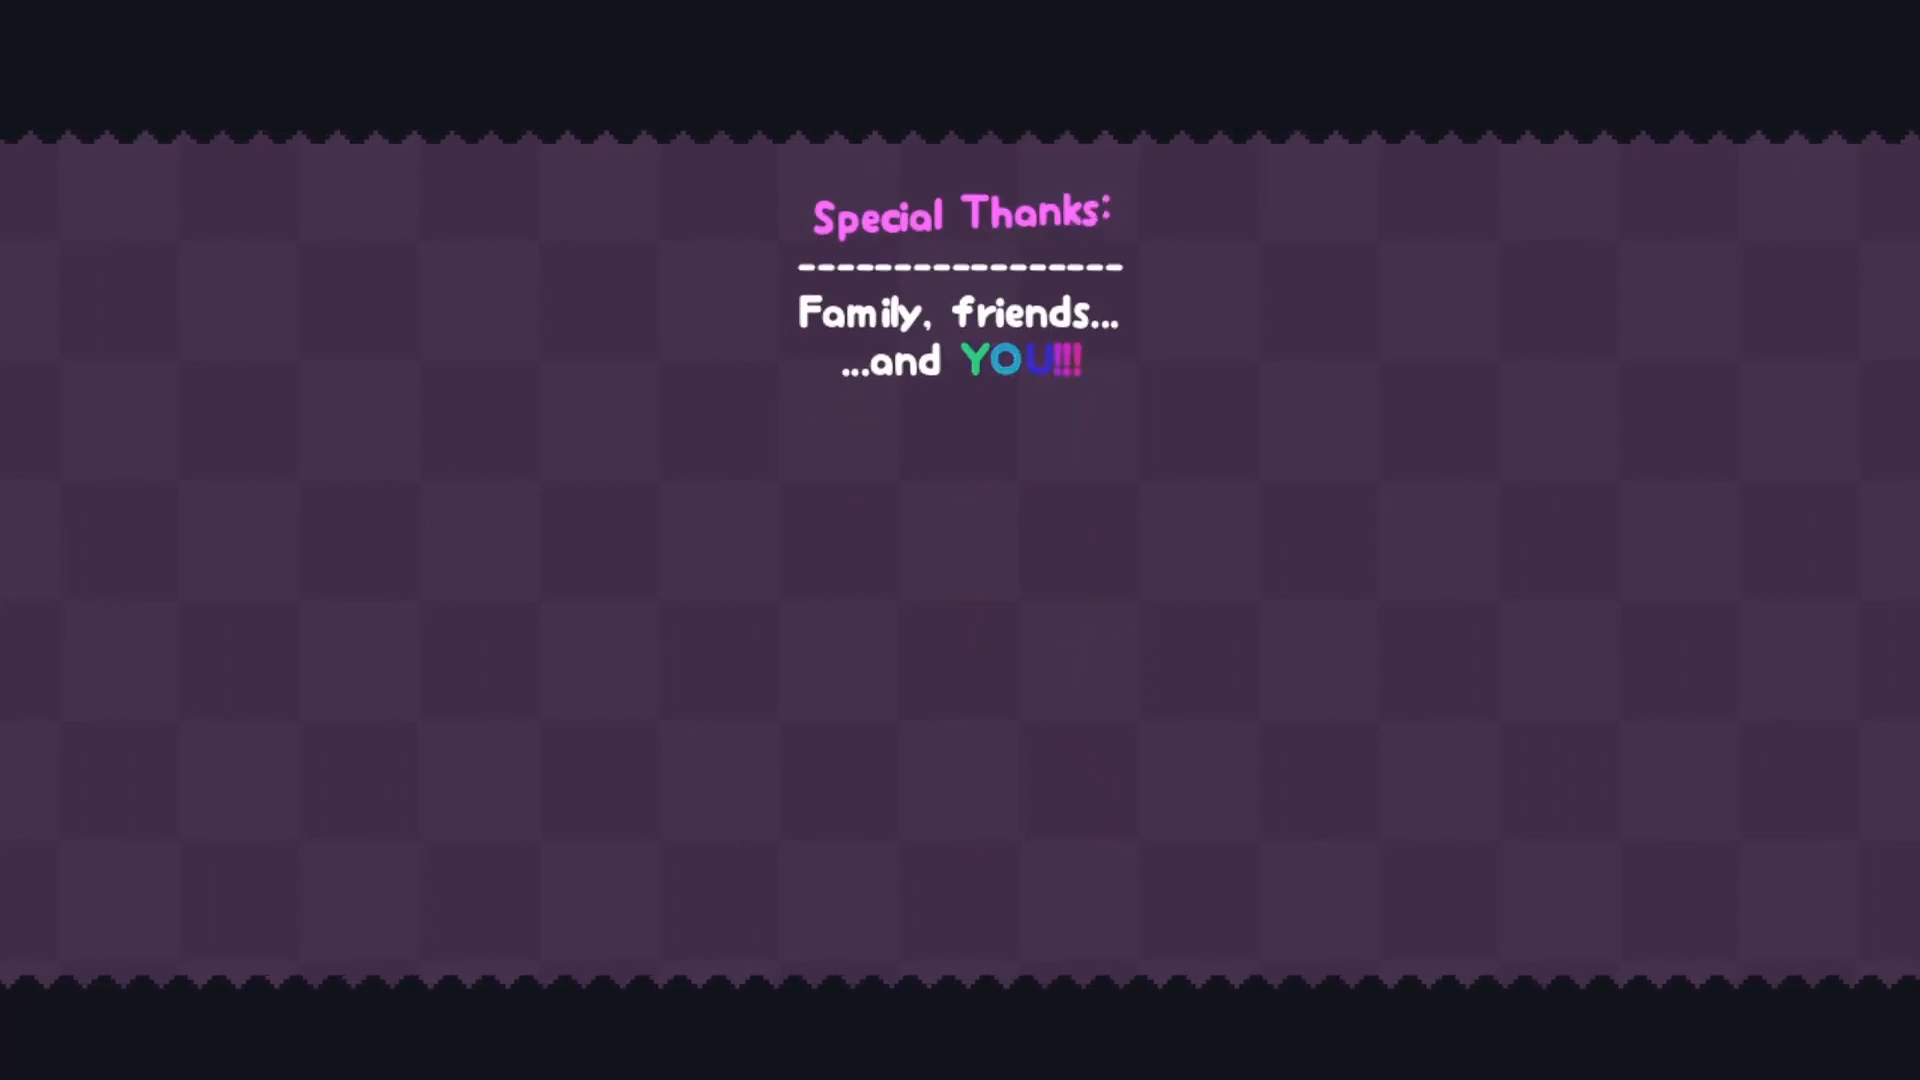 Special Thanks:
-----------------
Family, friends...
...and YOU!!!